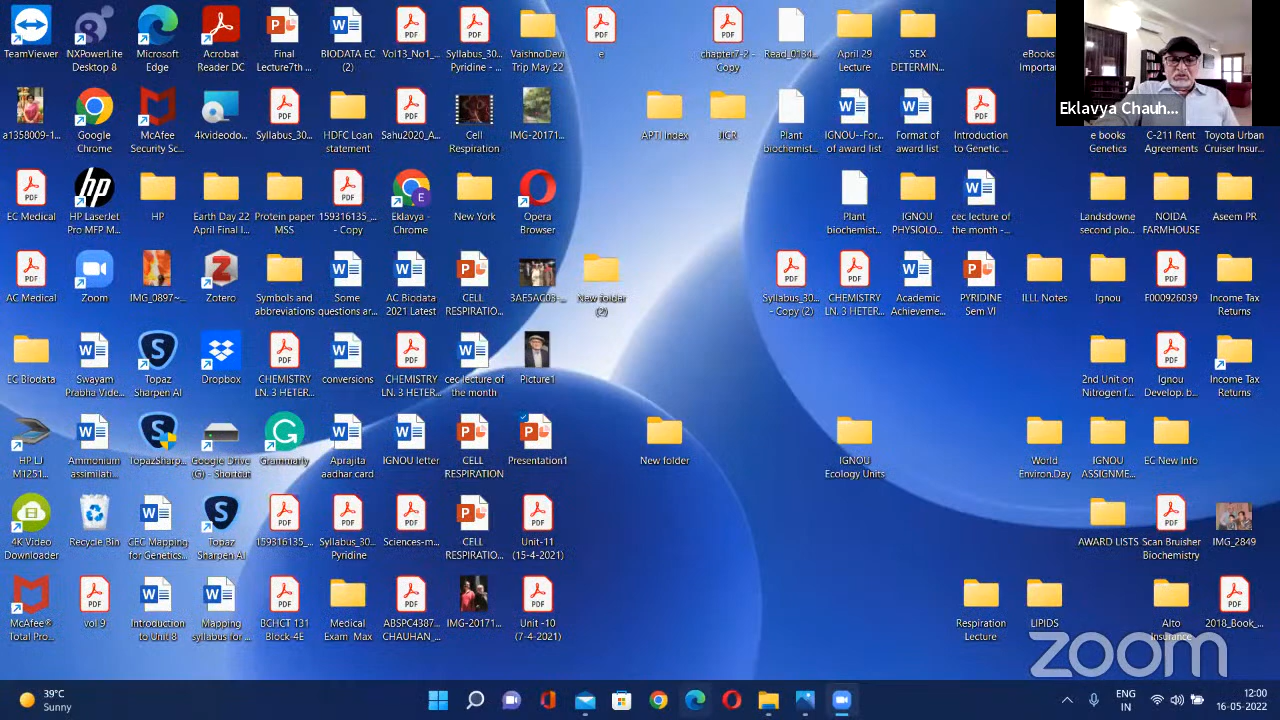 TeamViewer
NXPowerLite
Desktop 8
Microsoft
Edge
Acrobat
Reader DC
Final
Lecture7th ...
BIODATA EC
(2)
Vol13_No1_...
Syllabus_30...
Pyridine - ...
VaishnoDevi
Trip May 22
e
chapter7-2 -
Copy
Read_0184...
April 29
Lecture
SEX
DETERMIN...
eBooks
Important
Eklavya Chauh...
a1358009-1...
Google
Chrome
McAfee
Security Sc...
4kvideodo...
Syllabus_30...
HDFC Loan
statement
Sahu2020_A...
Cell
Respiration
IMG-20171...
APTI Index
JICR
Plant
biochemist...
IGNOU--For...
of award list
Format of
award list
Introduction
to Genetic ...
e books
Genetics
C-211 Rent
Agreements
Toyota Urban
Cruiser Insur...
EC Medical
HP LaserJet
Pro MFP M...
HP
Earth Day 22
April Final I...
Protein paper
MSS
159316135_...
- Copy
Eklavya -
Chrome
New York
Opera
Browser
Plant
biochemist...
IGNOU
PHYSIOLO...
cec lecture of
the month -...
Landsdowne
second plo...
NOIDA
FARMHOUSE
Aseem PR
AC Medical
Zoom
IMG_0897~...
Zotero
Symbols and
abbreviations
Some
questions ar...
AC Biodata
2021 Latest
CELL
RESPIRATIO...
3AE5AC03-...
New folder
(2)
Syllabus_30...
- Copy (2)
CHEMISTRY
LN. 3 HETER...
Academic
Achieveme...
PYRIDINE
Sem VI
ILLL Notes
Ignou
F000926039
Income Tax
Returns
EC Biodata
Swayam
Prabha Vide...
Topaz
Sharpen AI
Dropbox
CHEMISTRY
LN. 3 HETER...
conversions
CHEMISTRY
LN. 3 HETER...
cec lecture of
the month
Picture1
2nd Unit on
Nitrogen f...
Ignou
Develop. b...
Income Tax
Returns
HP LJ
M1251...
Ammonium
assimilati...
Topaz2Sharp...
Google Drive
(G) - Shortcut
Grammarly
Aprajita
aadhar card
IGNOU letter
CELL
RESPIRATION
Presentation1
New folder
IGNOU
Ecology Units
World
Environ.Day
IGNOU
ASSIGNME...
EC New Info
4K Video
Downloader
Recycle Bin
CEC Mapping
for Genetics...
Topaz
Sharpen AI
159316135_...
Syllabus_30...
Pyridine
Sciences-m...
CELL
RESPIRATIO...
Unit-11
(15-4-2021)
AWARD LISTS
Scan Bruisher
Biochemistry
IMG_2849
McAfee®
Total Pro...
vol 9
Introduction
to Unit 8
Mapping
syllabus for ...
BCHCT 131
Block-4E
Medical
Exam_Max
ABSPC4387...
CHAUHAN_...
IMG-20171...
Unit -10
(7-4-2021)
Respiration
Lecture
LIPIDS
Alto
Insurance
2018_Book_...
zoom
39°C
Sunny
ENG
IN
12:00
16-05-2022